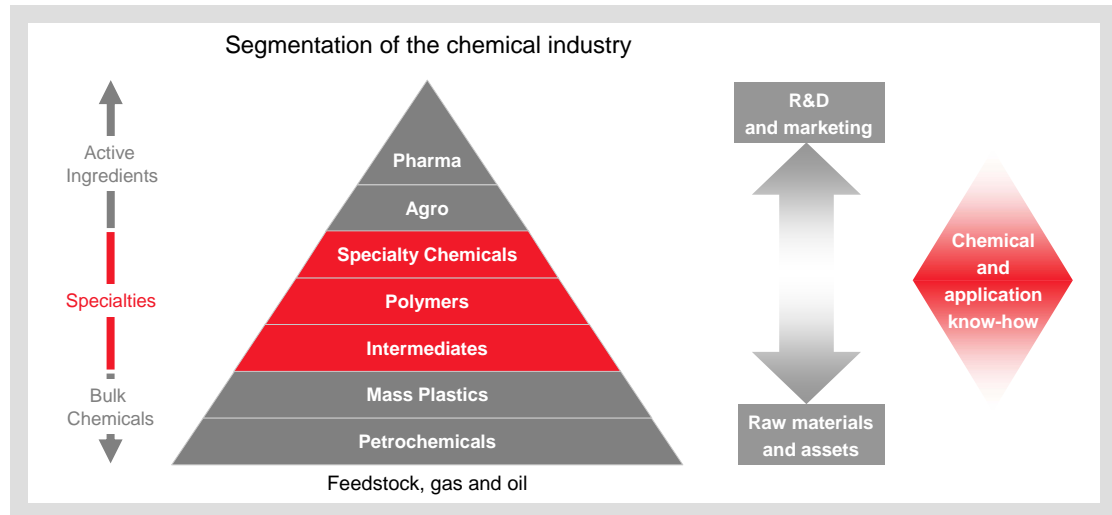 Segmentation of the chemical industry
Active
Ingredients
Specialties
Bulk
Chemicals
Pharma
Agro
Specialty Chemicals
Polymers
Intermediates
Mass Plastics
Petrochemicals
Feedstock, gas and oil
R&D
and marketing
Raw materials
and assets
Chemical
and
application
know-how